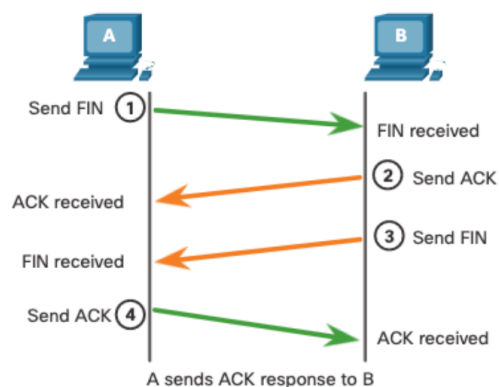 A
B
Send FIN 1
FIN received
2 Send ACK
ACK received
3 Send FIN
FIN received
Send ACK 4
ACK received
A sends ACK response to B